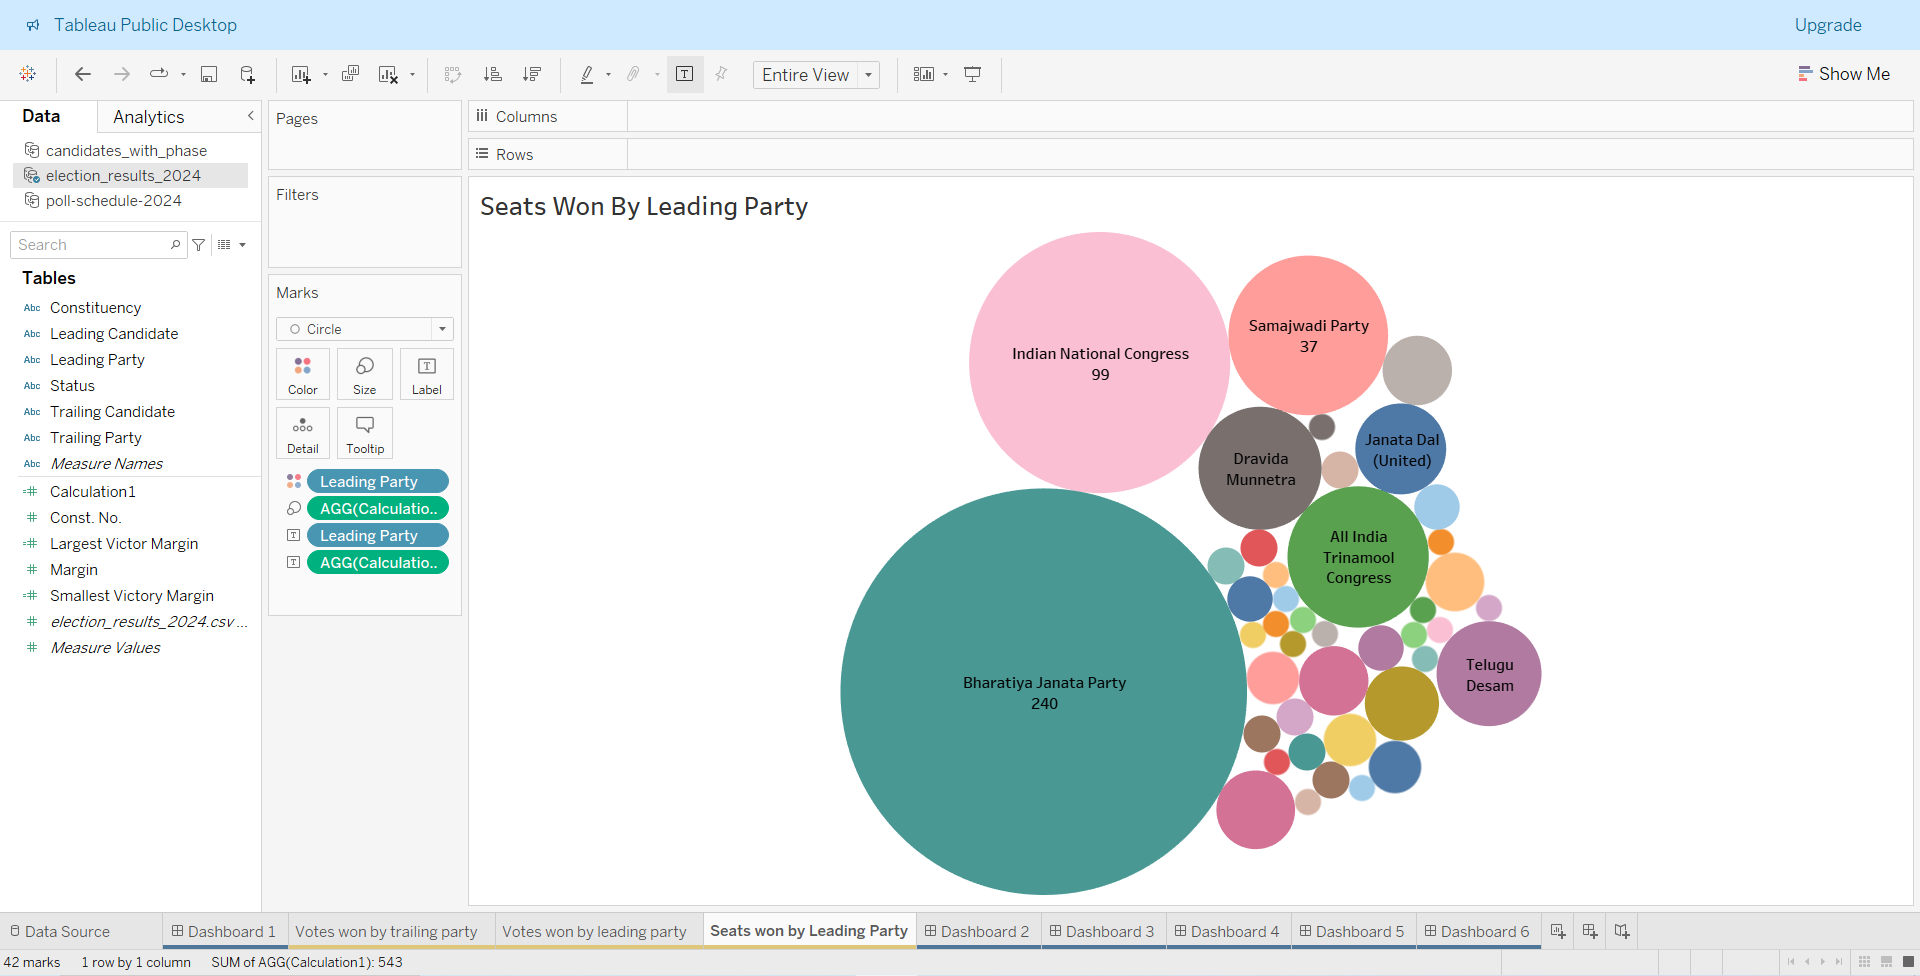 Tableau Public Desktop
Upgrade
Entire View
Show Me
Data
Analytics
candidates_with_phase
election_results_2024
poll-schedule-2024
Search
Tables
Abc Constituency
Abc Leading Candidate
Abc Leading Party
Abc Status
Abc Trailing Candidate
Abc Trailing Party
Abc Measure Names
Calculation1
Const. No.
Largest Victor Margin
Margin
Smallest Victory Margin
election_results_2024.csv ...
Measure Values
Pages
Filters
Marks
Circle
Color
Size
Label
Detail
Tooltip
Leading Party
AGG(Calculatio..
Leading Party
AGG(Calculatio..
Columns
Rows
Seats Won By Leading Party
Indian National Congress
99
Samajwadi Party
37
Janata Dal
(United)
Dravida
Munnetra
All India
Trinamool
Congress
Telugu
Desam
Bharatiya Janata Party
240
Data Source
Dashboard 1
Votes won by trailing party
Votes won by leading party
Seats won by Leading Party
Dashboard 2
Dashboard 3
Dashboard 4
Dashboard 5
Dashboard 6
42 marks
1 row by 1 column
SUM of AGG(Calculation1): 543